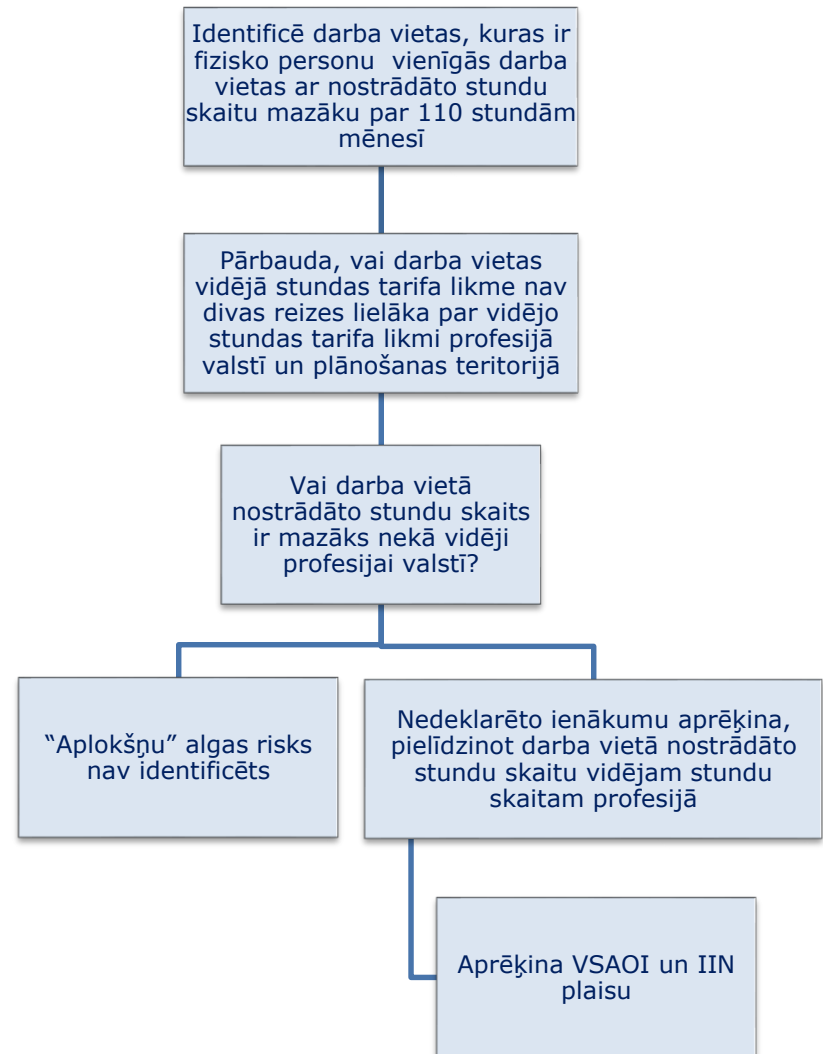 Identificē darba vietas, kuras ir
fizisko personu vienīgās darba
vietas ar nostrādāto stundu
skaitu mazāku par 110 stundām
mēnesī
Pārbauda, vai darba vietas
vidējā stundas tarifa likme nav
divas reizes lielāka par vidējo
stundas tarifa likmi profesijā
valstī un plānošanas teritorijā
Vai darba vietā
nostrādāto stundu skaits
ir mazāks nekā vidēji
profesijai valstī?
“Aplokšņu” algas risks
nav identificēts
Nedeklarēto ienākumu aprēķina,
pielīdzinot darba vietā nostrādāto
stundu skaitu vidējam stundu
skaitam profesijā
Aprēķina VSAOI un IIN
plaisu